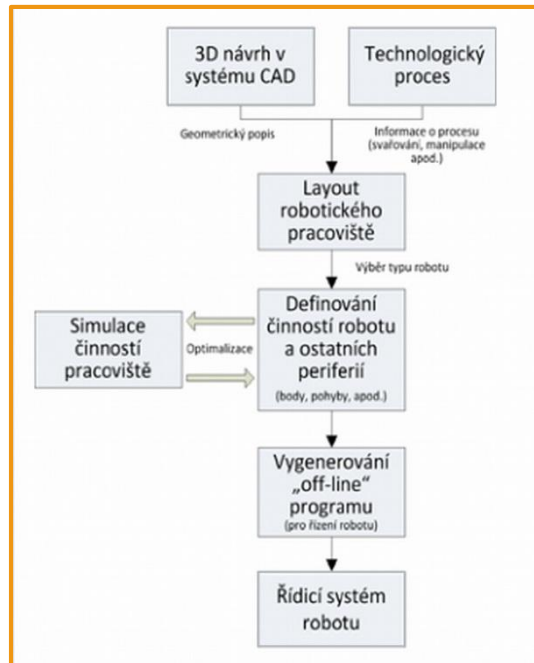 3D návrh v
systému CAD
Technologický
proces
Geometrický popis
Informace o procesu
(svařování, manipulace
apod.)
Layout
robotického
pracoviště
Výběr typu robotu
Simulace
činností
pracoviště
Optimalizace
Definování
činností robotu
a ostatních
periferií
(body, pohyby, apod.)
Vygenerování
„off-line“
programu
(pro řízení robotu)
Řídicí systém
robotu